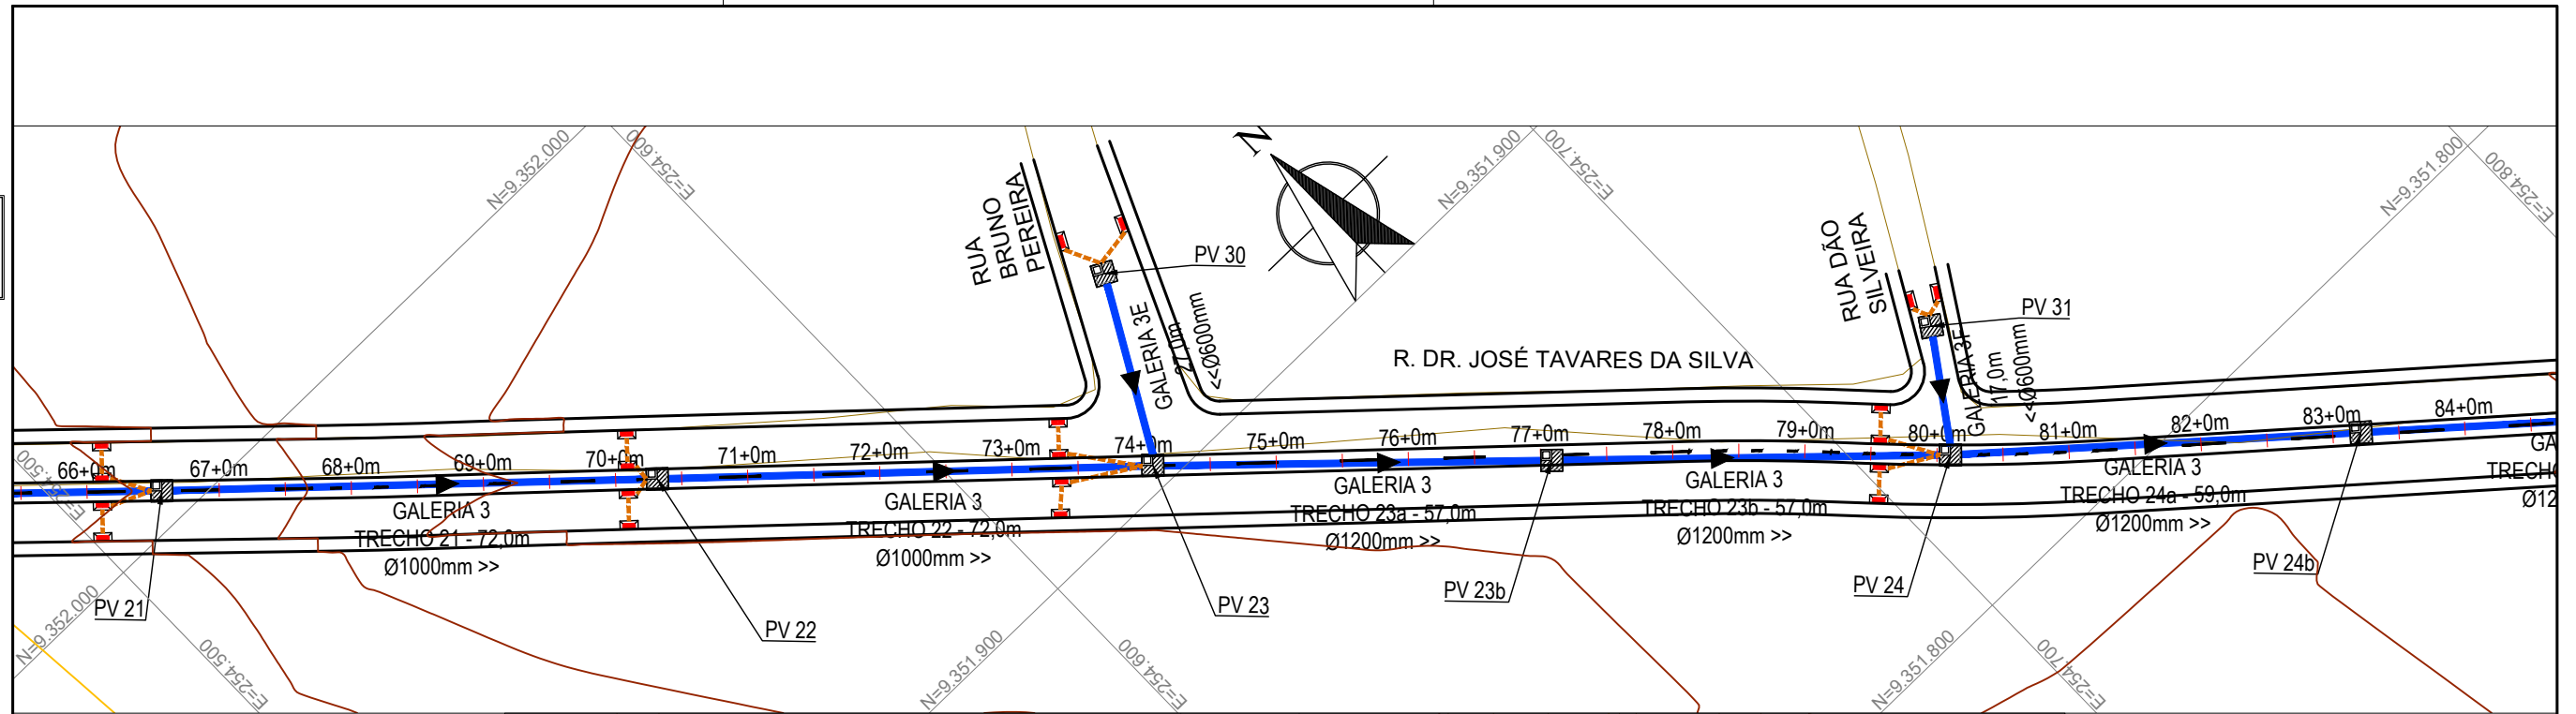 N=9.352.000
E=254.600
N=9.351.900
E=254.700
N=9.351.800
E=254.800
N
RUA
BRUNO
PEREIRA
PV 30
GALERIA 3E
27,0m
<<Ø600mm
R. DR. JOSÉ TAVARES DA SILVA
RUA DÃO
SILVEIRA
PV 31
GALERIA 3F
17,0m
<<Ø600mm
66+0m
67+0m
68+0m
69+0m
70+0m
71+0m
72+0m
73+0m
74+0m
75+0m
76+0m
77+0m
78+0m
79+0m
80+0m
81+0m
82+0m
83+0m
84+0m
E=254.500
GALERIA 3
TRECHO 21 - 72,0m
Ø1000mm >>
GALERIA 3
TRECHO 22 - 72,0m
Ø1000mm >>
GALERIA 3
TRECHO 23a - 57,0m
Ø1200mm >>
GALERIA 3
TRECHO 23b - 57,0m
Ø1200mm >>
GALERIA 3
TRECHO 24a - 59,0m
Ø1200mm >>
GA
TRECHO
Ø12
PV 21
PV 22
PV 23
PV 23b
PV 24
PV 24b
N=9.352.000
E=254.500
N=9.351.900
E=254.600
N=9.351.800
E=254.700